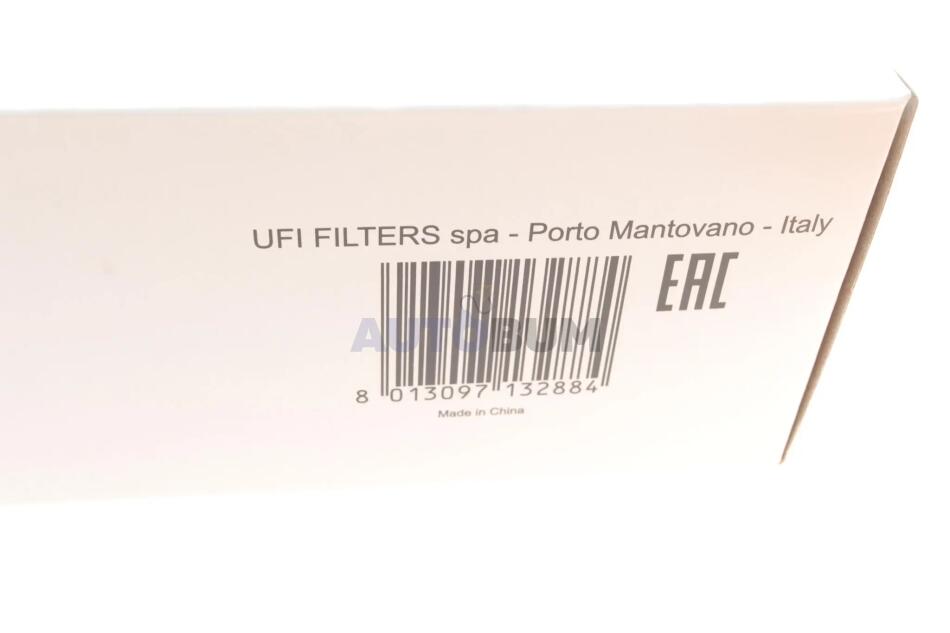 UFI FILTERS spa - Porto Mantovano - Italy
EAC
AUTOBUM
8 013097 132884
Made in China